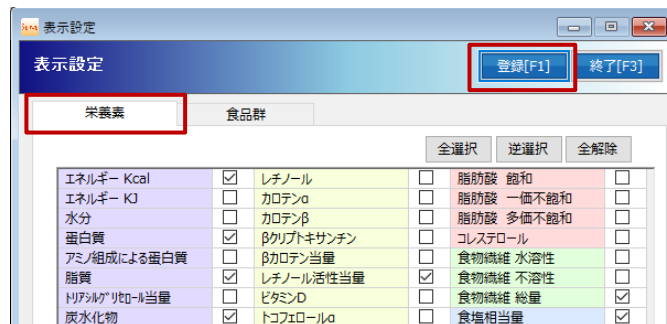 表示設定
表示設定 登録[F1] 終了[F3]
栄養素 食品群
全選択 逆選択 全解除
エネルギー Kcal レチノール 脂肪酸 飽和
エネルギー KJ カロテンα 脂肪酸 一価不飽和
水分 カロテンβ 脂肪酸 多価不飽和
蛋白質 βクリプトキサンチン コレステロール
アミノ組成による蛋白質 βカロテン当量 食物繊維 水溶性
脂質 レチノール活性当量 食物繊維 不溶性
トリアシルグリセロール当量 ビタミンD 食物繊維 総量
炭水化物 トコフェロールα 食塩相当量